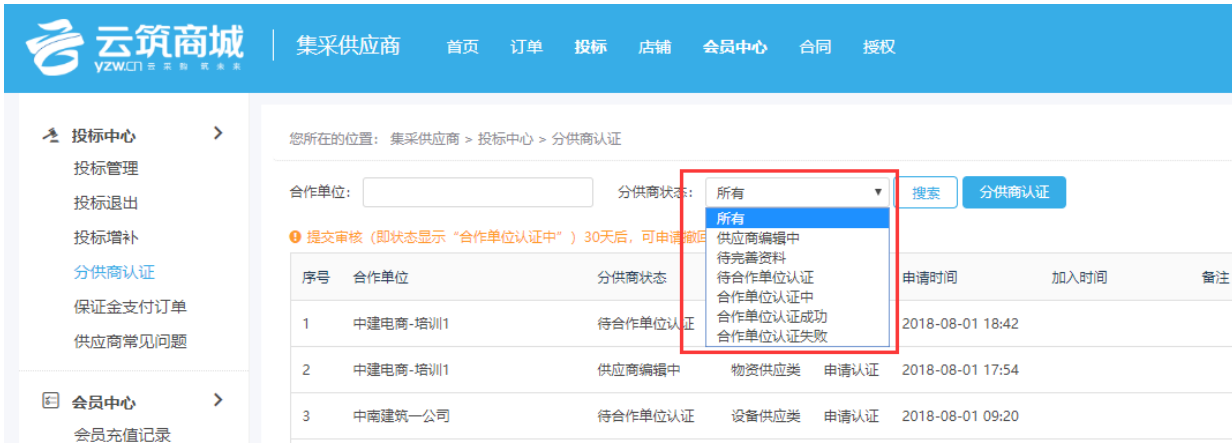 云筑商城
yzw.cn 云采购 筑未来
集采供应商 首页 订单 投标 店铺 会员中心 合同 授权
投标中心
投标管理
投标退出
投标增补
分供商认证
保证金支付订单
供应商常见问题
会员中心
会员充值记录
您所在的位置： 集采供应商 > 投标中心 > 分供商认证
合作单位： 分供商状态： 所有 搜索 分供商认证
所有
供应商编辑中
待完善资料
待合作单位认证
合作单位认证中
合作单位认证成功
合作单位认证失败
提交审核（即状态显示“合作单位认证中”）30天后，可申请撤回
序号 合作单位 分供商状态 申请时间 加入时间 备注
1 中建电商-培训1 待合作单位认证 2018-08-01 18:42
2 中建电商-培训1 供应商编辑中 物资供应类 申请认证 2018-08-01 17:54
3 中南建筑一公司 待合作单位认证 设备供应类 申请认证 2018-08-01 09:20